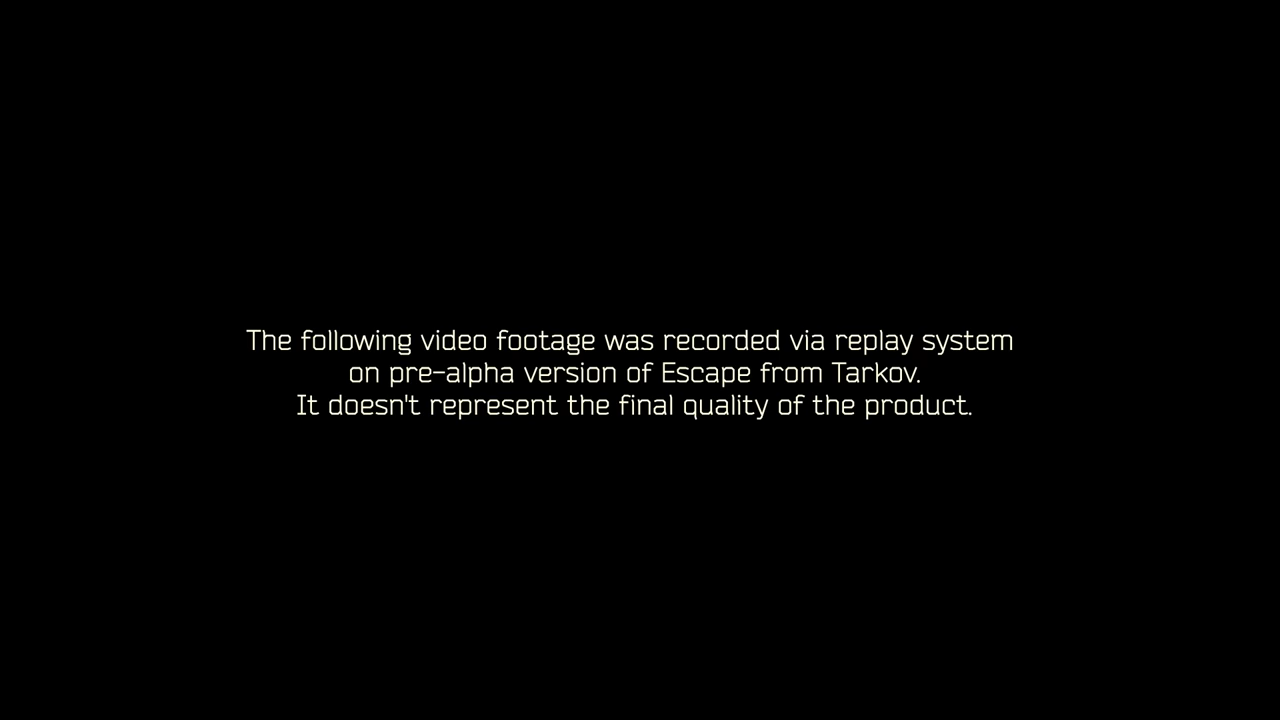 The following video footage was recorded via replay system
on pre-alpha version of Escape from Tarkov.
It doesn't represent the final quality of the product.